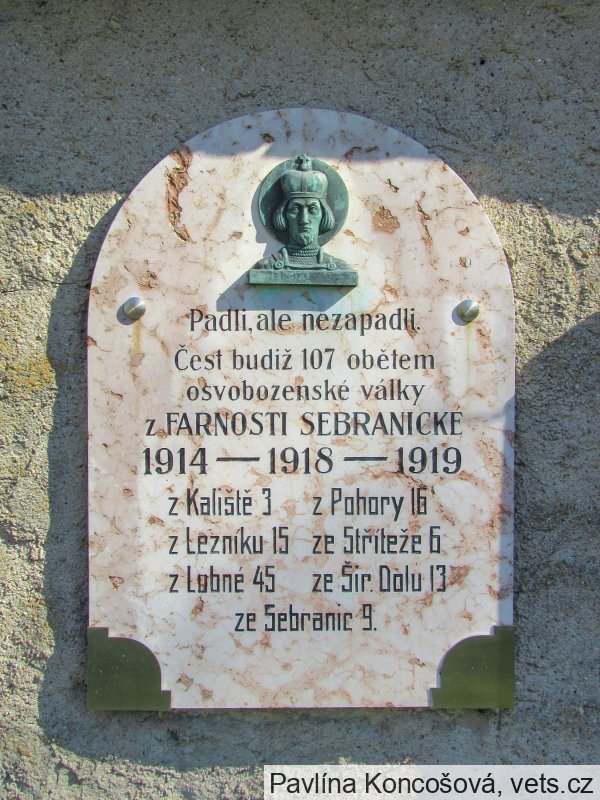 Padli, ale nezapadli.
Čest budiž 107 obětem
osvobozenské války
z FARNOSTI SEBRANICKÉ
1914 — 1918 — 1919
z Kaliště 3 z Pohory 16
z Lezníku 15 ze Stříteže 6
z Lubné 45 ze Šir. Dolu 13
ze Sebranic 9.
Pavlína Koncošová, vets.cz